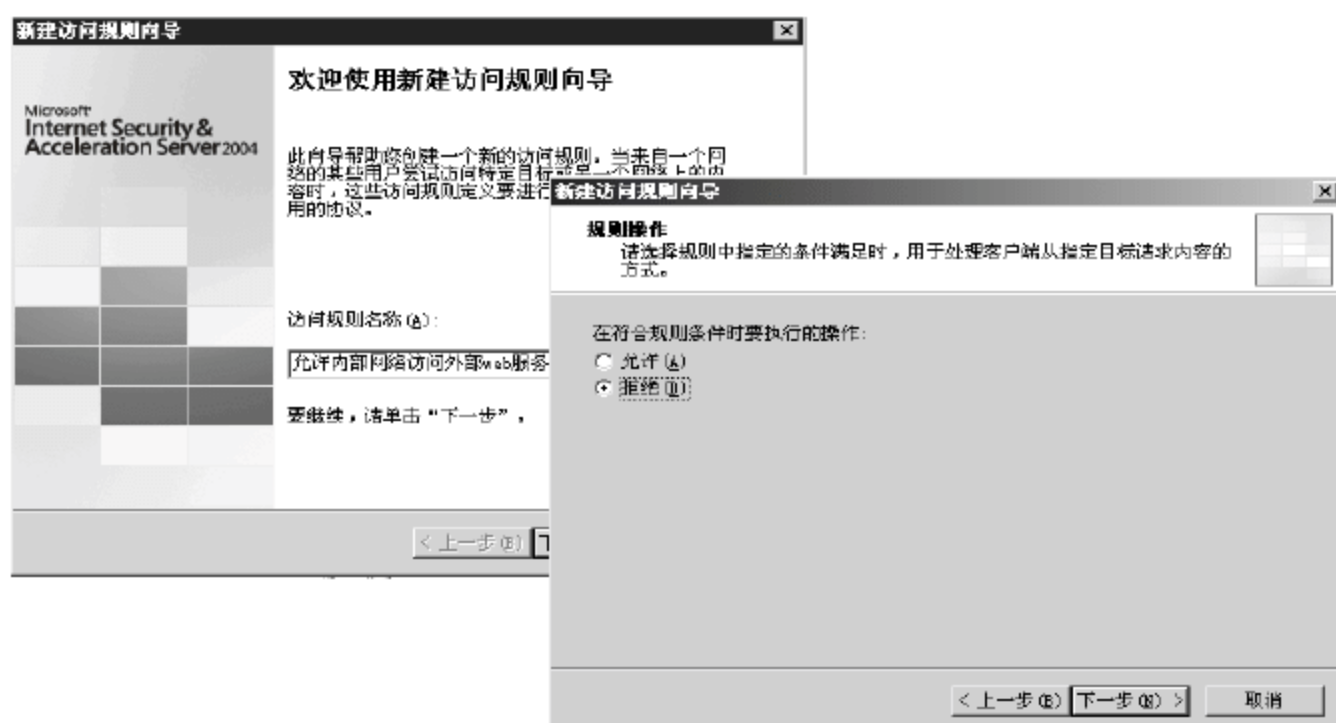 新建访问规则向导
Microsoft
Internet Security &
Acceleration Server 2004
欢迎使用新建访问规则向导
此向导帮助您创建一个新的访问规则。当来自一个网
络的某些用户尝试访问特定目标或另一个网络上的内
容时，这些访问规则定义要进行
用的协议。
访问规则名称(A):
允许内部网络访问外部web服务
要继续，请单击“下一步”。
< 上一步(B)
新建访问规则向导
规则操作
请选择规则中指定的条件满足时，用于处理客户端从指定目标请求内容的
方式。
在符合规则条件时要执行的操作:
允许(A)
拒绝(D)
< 上一步(B)
下一步(N) >
取消